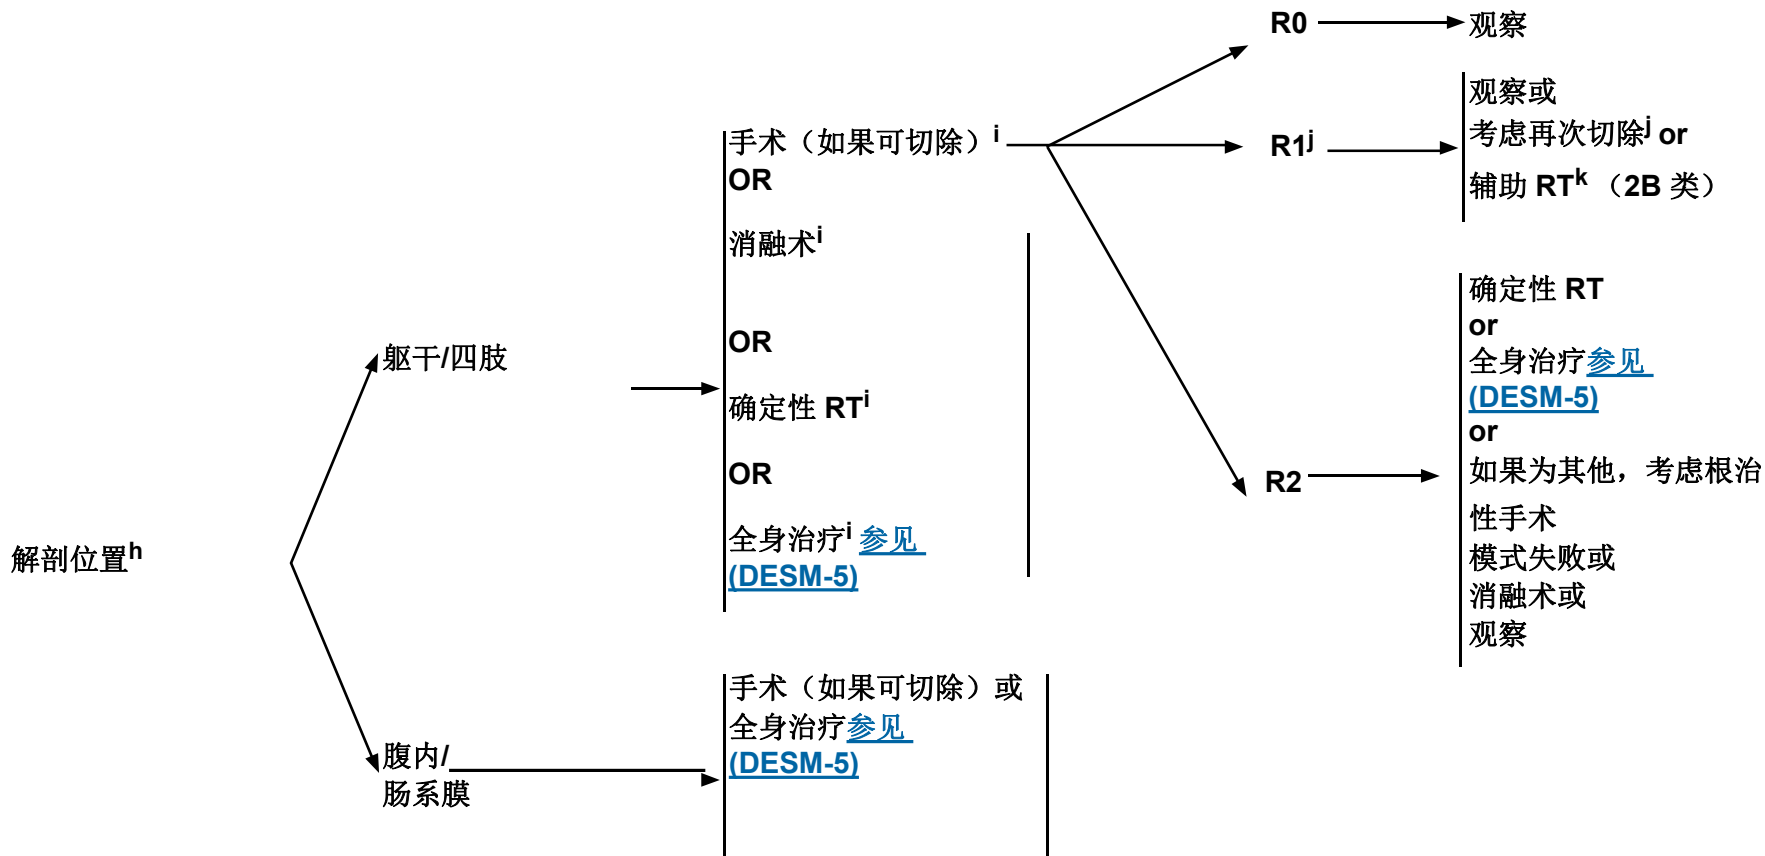 解剖位置h
躯干/四肢
腹内/
肠系膜
手术（如果可切除）i
OR
消融术i
OR
确定性 RTi
OR
全身治疗i 参见
(DESM-5)
手术（如果可切除）或
全身治疗参见
(DESM-5)
R0
观察
R1j
观察或
考虑再次切除j or
辅助 RTk （2B 类）
R2
确定性 RT
or
全身治疗参见
(DESM-5)
or
如果为其他，考虑根治
性手术
模式失败或
消融术或
观察